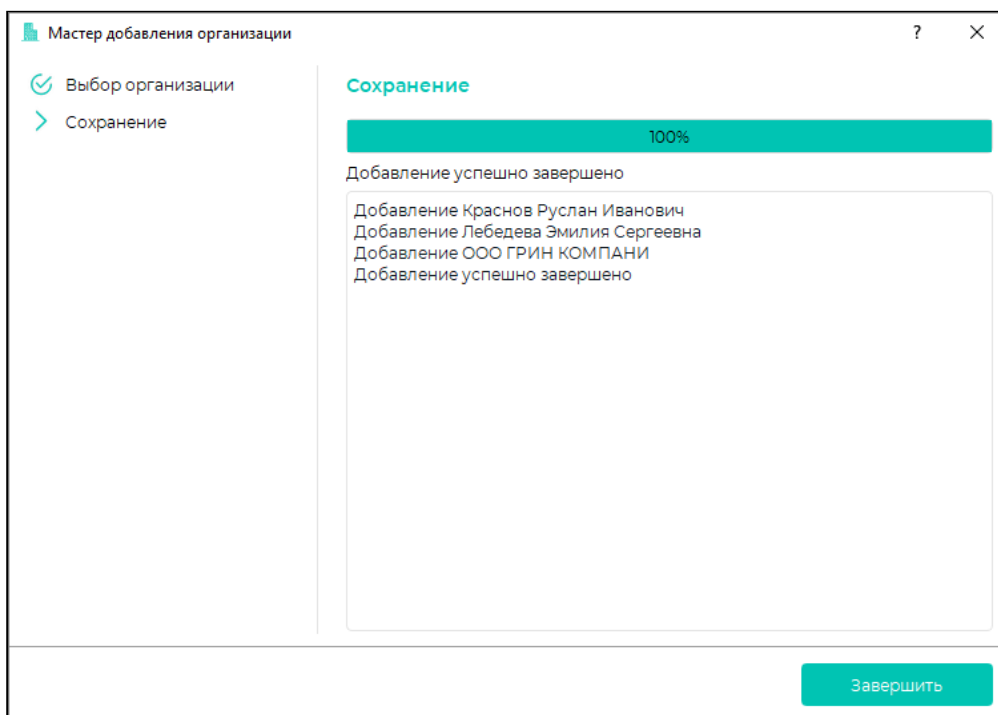 Мастер добавления организации
?
Выбор организации
Сохранение
Сохранение
100%
Добавление успешно завершено
Добавление Краснов Руслан Иванович
Добавление Лебедева Эмилия Сергеевна
Добавление ООО ГРИН КОМПАНИ
Добавление успешно завершено
Завершить